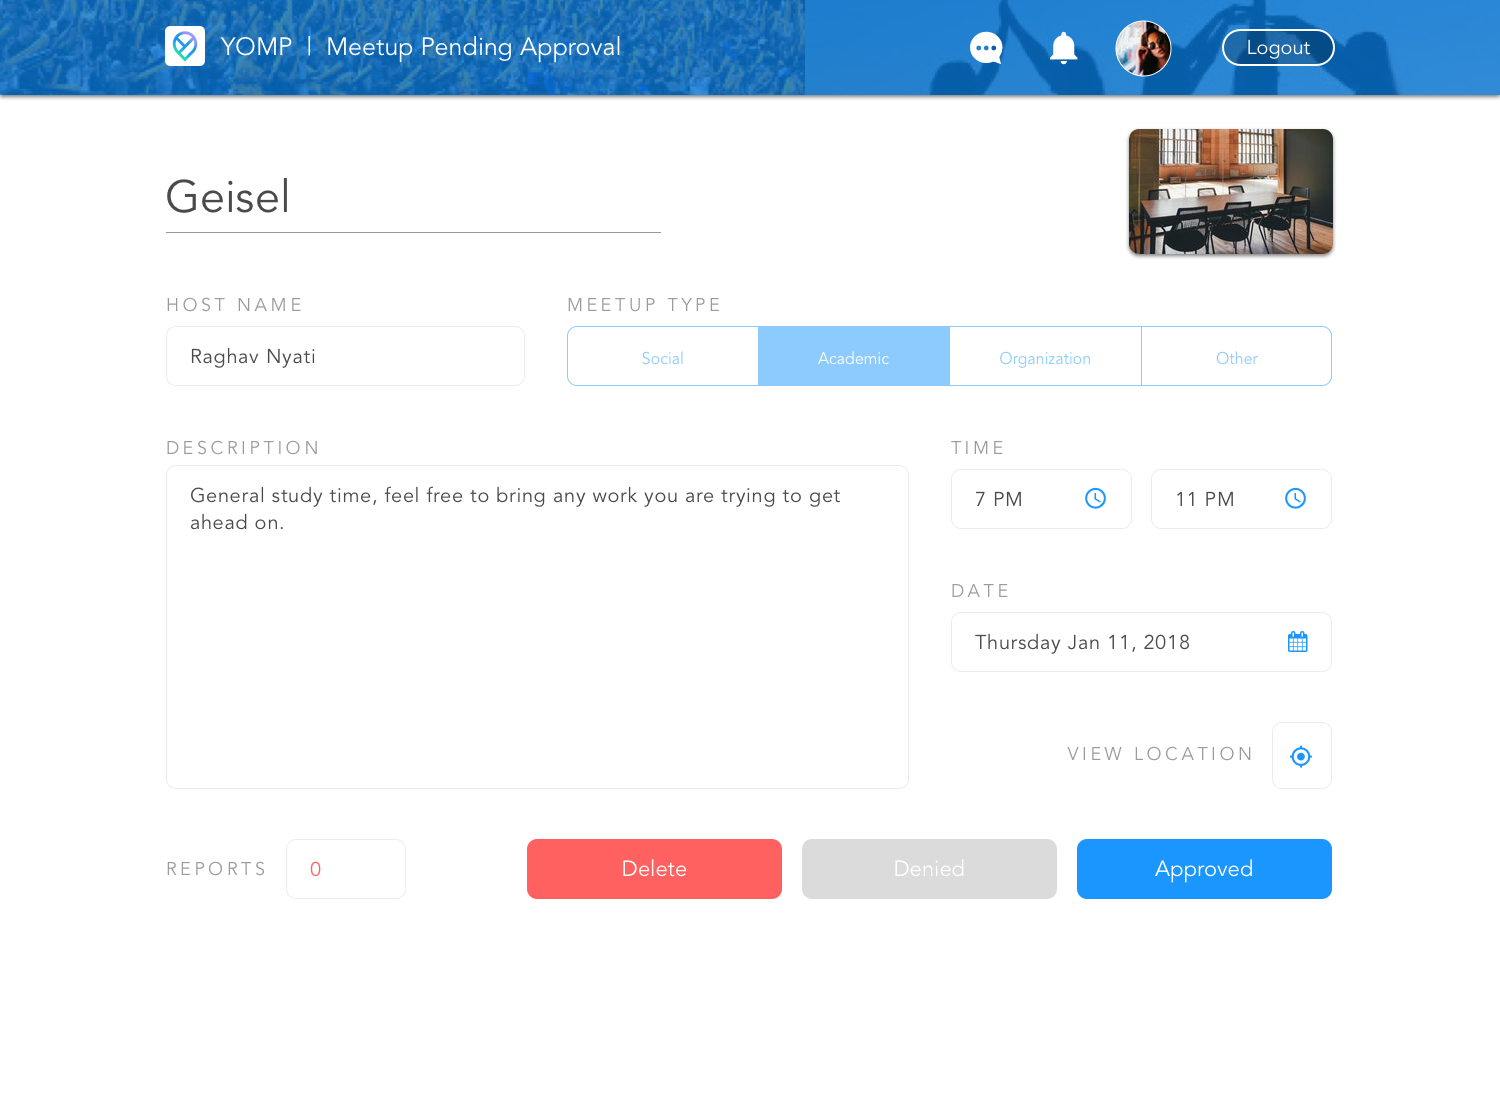 YOMP | Meetup Pending Approval
Logout
Geisel
HOST NAME
MEETUP TYPE
Raghav Nyati
Social
Academic
Organization
Other
DESCRIPTION
TIME
General study time, feel free to bring any work you are trying to get
ahead on.
7 PM
11 PM
DATE
Thursday Jan 11, 2018
VIEW LOCATION
REPORTS
0
Delete
Denied
Approved